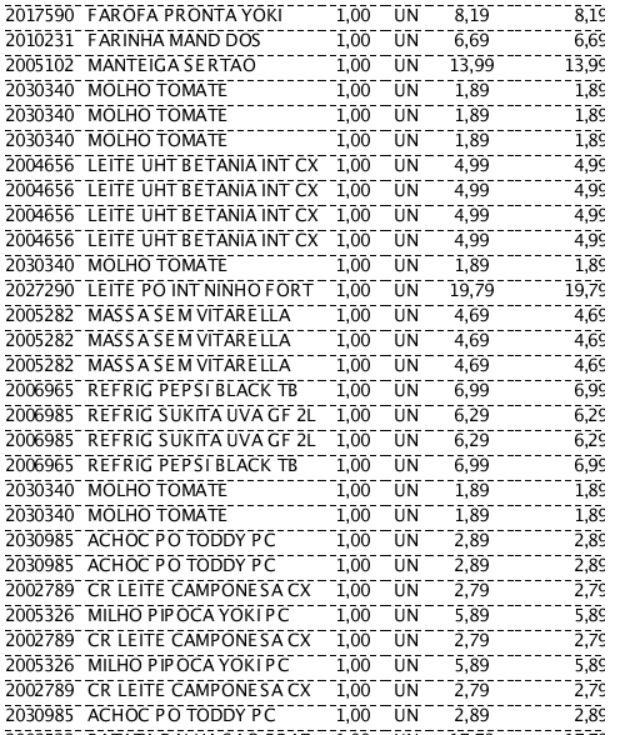 2017590 FAROFA PRONTA YOKI 1,00 UN 8,19 8,19
2010231 FARINHA MAND DOS 1,00 UN 6,69 6,69
2005102 MANTEIGA SERTAO 1,00 UN 13,99 13,99
2030340 MOLHO TOMATE 1,00 UN 1,89 1,89
2030340 MOLHO TOMATE 1,00 UN 1,89 1,89
2030340 MOLHO TOMATE 1,00 UN 1,89 1,89
2004656 LEITE UHT BETANIA INT CX 1,00 UN 4,99 4,99
2004656 LEITE UHT BETANIA INT CX 1,00 UN 4,99 4,99
2004656 LEITE UHT BETANIA INT CX 1,00 UN 4,99 4,99
2004656 LEITE UHT BETANIA INT CX 1,00 UN 4,99 4,99
2030340 MOLHO TOMATE 1,00 UN 1,89 1,89
2027290 LEITE PO INT NINHO FORT 1,00 UN 19,79 19,79
2005282 MASSA SEM VITARELLA 1,00 UN 4,69 4,69
2005282 MASSA SEM VITARELLA 1,00 UN 4,69 4,69
2005282 MASSA SEM VITARELLA 1,00 UN 4,69 4,69
2006965 REFRIG PEPSI BLACK TB 1,00 UN 6,99 6,99
2006985 REFRIG SUKITA UVA GF 2L 1,00 UN 6,29 6,29
2006985 REFRIG SUKITA UVA GF 2L 1,00 UN 6,29 6,29
2006965 REFRIG PEPSI BLACK TB 1,00 UN 6,99 6,99
2030340 MOLHO TOMATE 1,00 UN 1,89 1,89
2030340 MOLHO TOMATE 1,00 UN 1,89 1,89
2030985 ACHOC PO TODDY PC 1,00 UN 2,89 2,89
2030985 ACHOC PO TODDY PC 1,00 UN 2,89 2,89
2002789 CR LEITE CAMPONESA CX 1,00 UN 2,79 2,79
2005326 MILHO PIPOCA YOKI PC 1,00 UN 5,89 5,89
2002789 CR LEITE CAMPONESA CX 1,00 UN 2,79 2,79
2005326 MILHO PIPOCA YOKI PC 1,00 UN 5,89 5,89
2002789 CR LEITE CAMPONESA CX 1,00 UN 2,79 2,79
2030985 ACHOC PO TODDY PC 1,00 UN 2,89 2,89